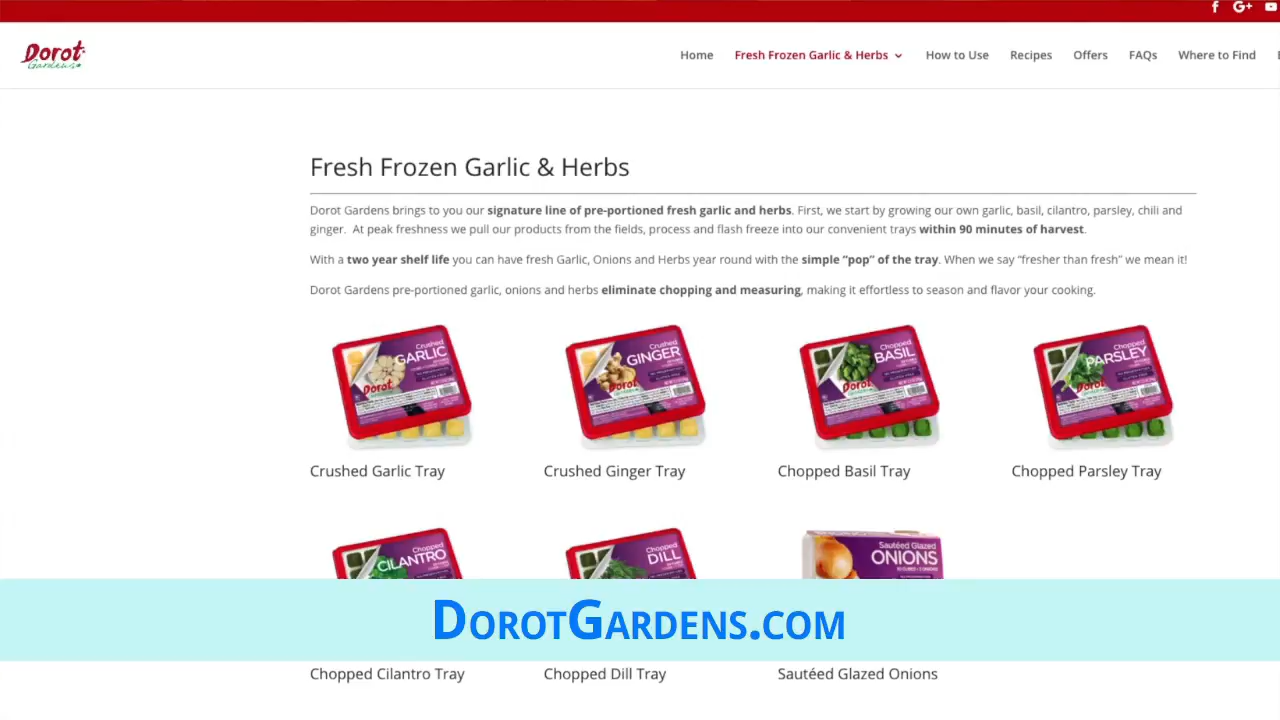 Dorot
Gardens
Home
Fresh Frozen Garlic & Herbs
How to Use
Recipes
Offers
FAQs
Where to Find
Fresh Frozen Garlic & Herbs
Dorot Gardens brings to you our signature line of pre-portioned fresh garlic and herbs. First, we start by growing our own garlic, basil, cilantro, parsley, chili and
ginger. At peak freshness we pull our products from the fields, process and flash freeze into our convenient trays within 90 minutes of harvest.
With a two year shelf life you can have fresh Garlic, Onions and Herbs year round with the simple “pop” of the tray. When we say “fresher than fresh” we mean it!
Dorot Gardens pre-portioned garlic, onions and herbs eliminate chopping and measuring, making it effortless to season and flavor your cooking.
Crushed
GARLIC
Dorot
Crushed
GINGER
Dorot
Chopped
BASIL
Dorot
Chopped
PARSLEY
Dorot
Crushed Garlic Tray
Crushed Ginger Tray
Chopped Basil Tray
Chopped Parsley Tray
Chopped
CILANTRO
Chopped
DILL
Sautéed Glazed
ONIONS
DorotGardens.com
Chopped Cilantro Tray
Chopped Dill Tray
Sautéed Glazed Onions